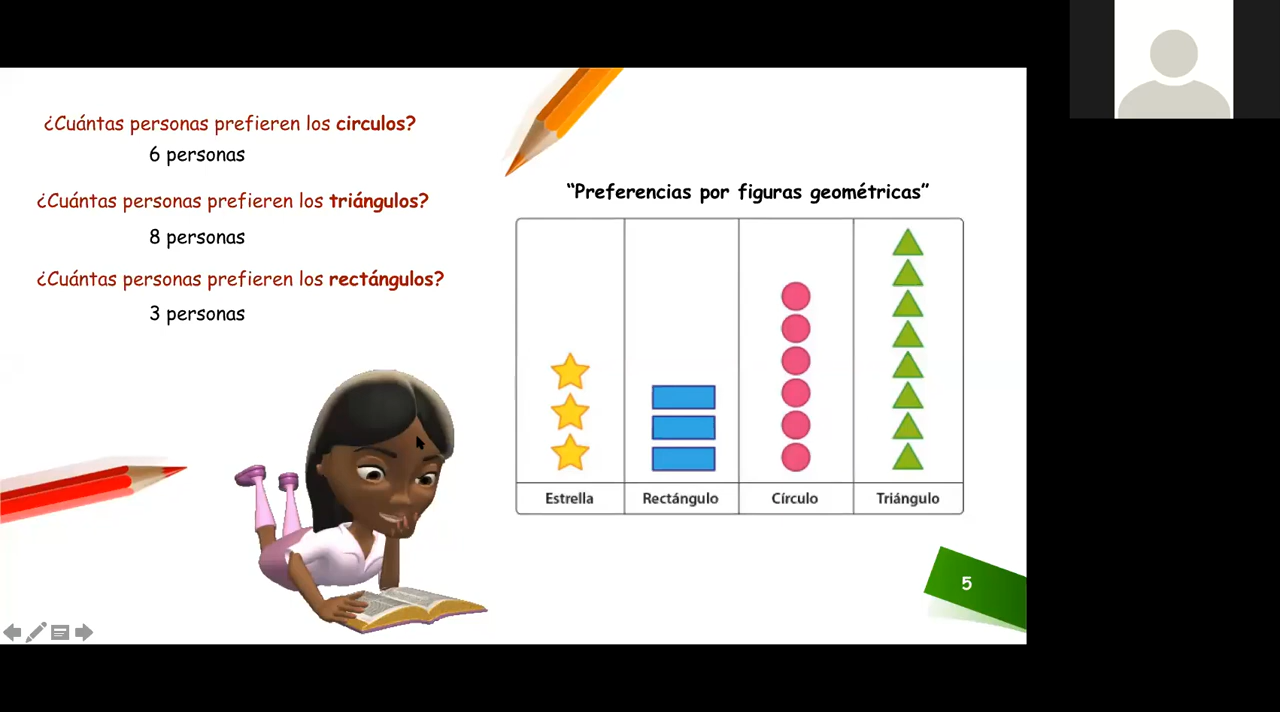 ¿Cuántas personas prefieren los circulos?
6 personas
¿Cuántas personas prefieren los triángulos?
8 personas
¿Cuántas personas prefieren los rectángulos?
3 personas
“Preferencias por figuras geométricas”
Estrella Rectángulo Círculo Triángulo
5